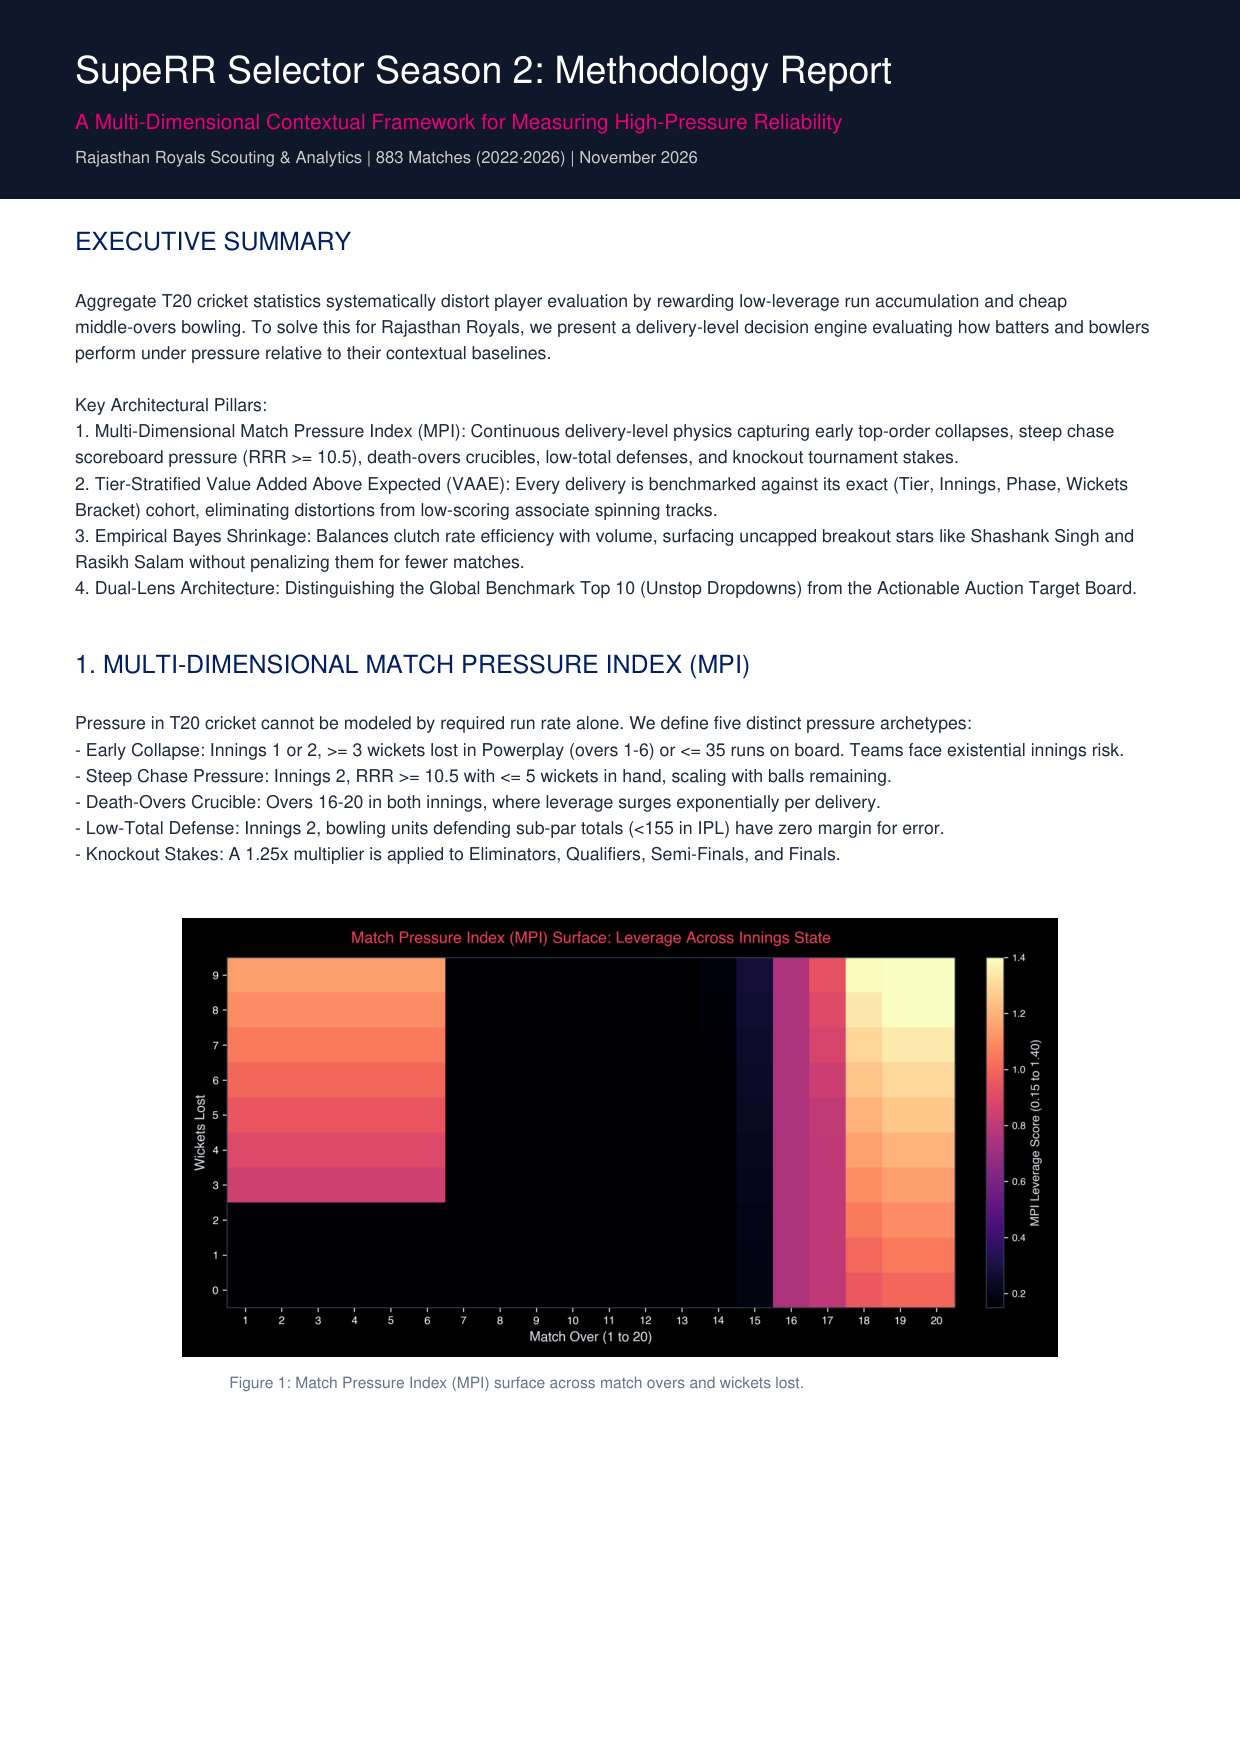 SupeRR Selector Season 2: Methodology Report
A Multi-Dimensional Contextual Framework for Measuring High-Pressure Reliability
Rajasthan Royals Scouting & Analytics | 883 Matches (2022·2026) | November 2026
EXECUTIVE SUMMARY
Aggregate T20 cricket statistics systematically distort player evaluation by rewarding low-leverage run accumulation and cheap
middle-overs bowling. To solve this for Rajasthan Royals, we present a delivery-level decision engine evaluating how batters and bowlers
perform under pressure relative to their contextual baselines.
Key Architectural Pillars:
1. Multi-Dimensional Match Pressure Index (MPI): Continuous delivery-level physics capturing early top-order collapses, steep chase
scoreboard pressure (RRR >= 10.5), death-overs crucibles, low-total defenses, and knockout tournament stakes.
2. Tier-Stratified Value Added Above Expected (VAAE): Every delivery is benchmarked against its exact (Tier, Innings, Phase, Wickets
Bracket) cohort, eliminating distortions from low-scoring associate spinning tracks.
3. Empirical Bayes Shrinkage: Balances clutch rate efficiency with volume, surfacing uncapped breakout stars like Shashank Singh and
Rasikh Salam without penalizing them for fewer matches.
4. Dual-Lens Architecture: Distinguishing the Global Benchmark Top 10 (Unstop Dropdowns) from the Actionable Auction Target Board.
1. MULTI-DIMENSIONAL MATCH PRESSURE INDEX (MPI)
Pressure in T20 cricket cannot be modeled by required run rate alone. We define five distinct pressure archetypes:
- Early Collapse: Innings 1 or 2, >= 3 wickets lost in Powerplay (overs 1-6) or <= 35 runs on board. Teams face existential innings risk.
- Steep Chase Pressure: Innings 2, RRR >= 10.5 with <= 5 wickets in hand, scaling with balls remaining.
- Death-Overs Crucible: Overs 16-20 in both innings, where leverage surges exponentially per delivery.
- Low-Total Defense: Innings 2, bowling units defending sub-par totals (<155 in IPL) have zero margin for error.
- Knockout Stakes: A 1.25x multiplier is applied to Eliminators, Qualifiers, Semi-Finals, and Finals.
Match Pressure Index (MPI) Surface: Leverage Across Innings State
Wickets Lost
9
8
7
6
5
4
3
2
1
0
1 2 3 4 5 6 7 8 9 10 11 12 13 14 15 16 17 18 19 20
Match Over (1 to 20)
1.4
1.2
1.0
0.8
0.6
0.4
0.2
MPI Leverage Score (0.15 to 1.40)
Figure 1: Match Pressure Index (MPI) surface across match overs and wickets lost.